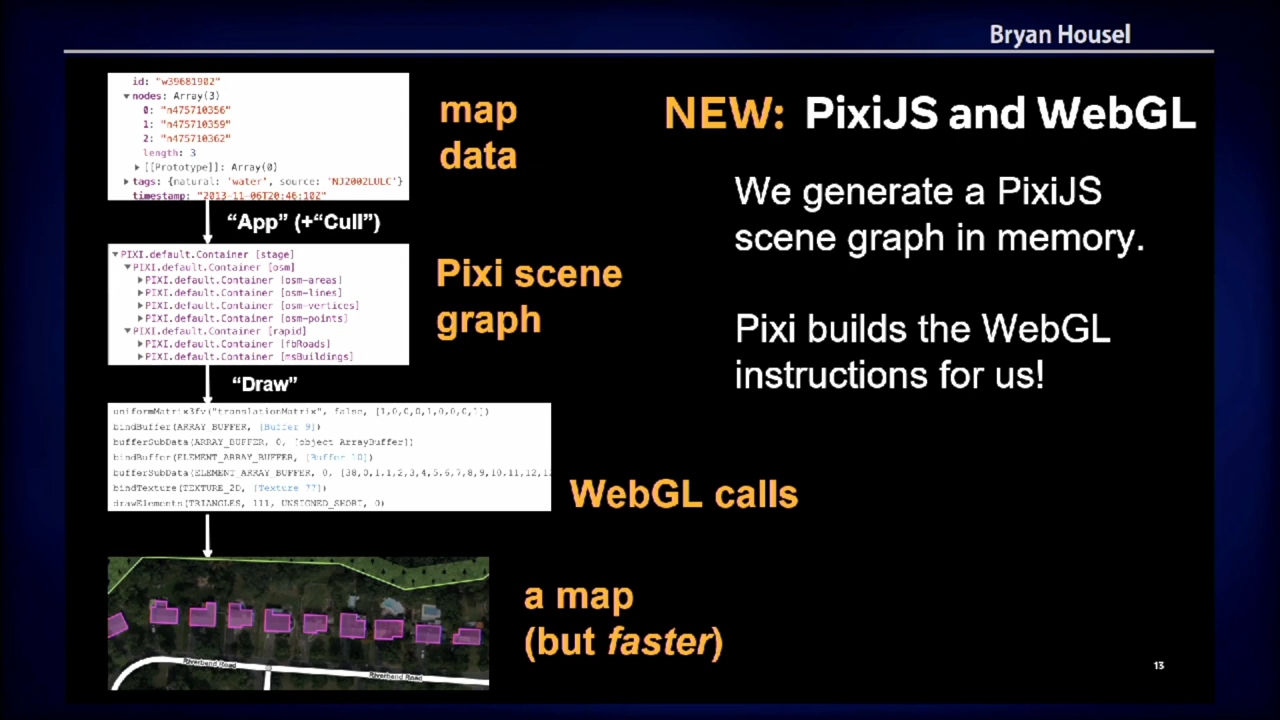 Bryan Housel
id: "w39681902"
▼nodes: Array(3)
0: "n475710356"
1: "n475710359"
2: "n475710362"
length: 3
▶[[Prototype]]: Array(0)
▶tags: {natural: 'water', source: 'NJ2002LULC'}
timestamp: "2013-11-06T20:46:10Z"
map
data
"App" (+"Cull")
▼PIXI.default.Container [stage]
▼PIXI.default.Container [osm]
▶PIXI.default.Container [osm-areas]
▶PIXI.default.Container [osm-lines]
▶PIXI.default.Container [osm-vertices]
▶PIXI.default.Container [osm-points]
▼PIXI.default.Container [rapid]
▶PIXI.default.Container [fbRoads]
▶PIXI.default.Container [msBuildings]
Pixi scene
graph
"Draw"
uniformMatrix3fv("translationMatrix", false, [1,0,0,0,1,0,0,0,1])
bindBuffer(ARRAY_BUFFER, [Buffer 9])
bufferSubData(ARRAY_BUFFER, 0, [object ArrayBuffer])
bindBuffer(ELEMENT_ARRAY_BUFFER, [Buffer 10])
bufferSubData(ELEMENT_ARRAY_BUFFER, 0, [38,0,1,1,2,3,4,5,6,7,8,9,10,11,12,1
bindTexture(TEXTURE_2D, [Texture 77])
drawElements(TRIANGLES, 111, UNSIGNED_SHORT, 0)
WebGL calls
Riverbend Road
Riverbend Road
a map
(but faster)
NEW: PixiJS and WebGL
We generate a PixiJS
scene graph in memory.
Pixi builds the WebGL
instructions for us!
13